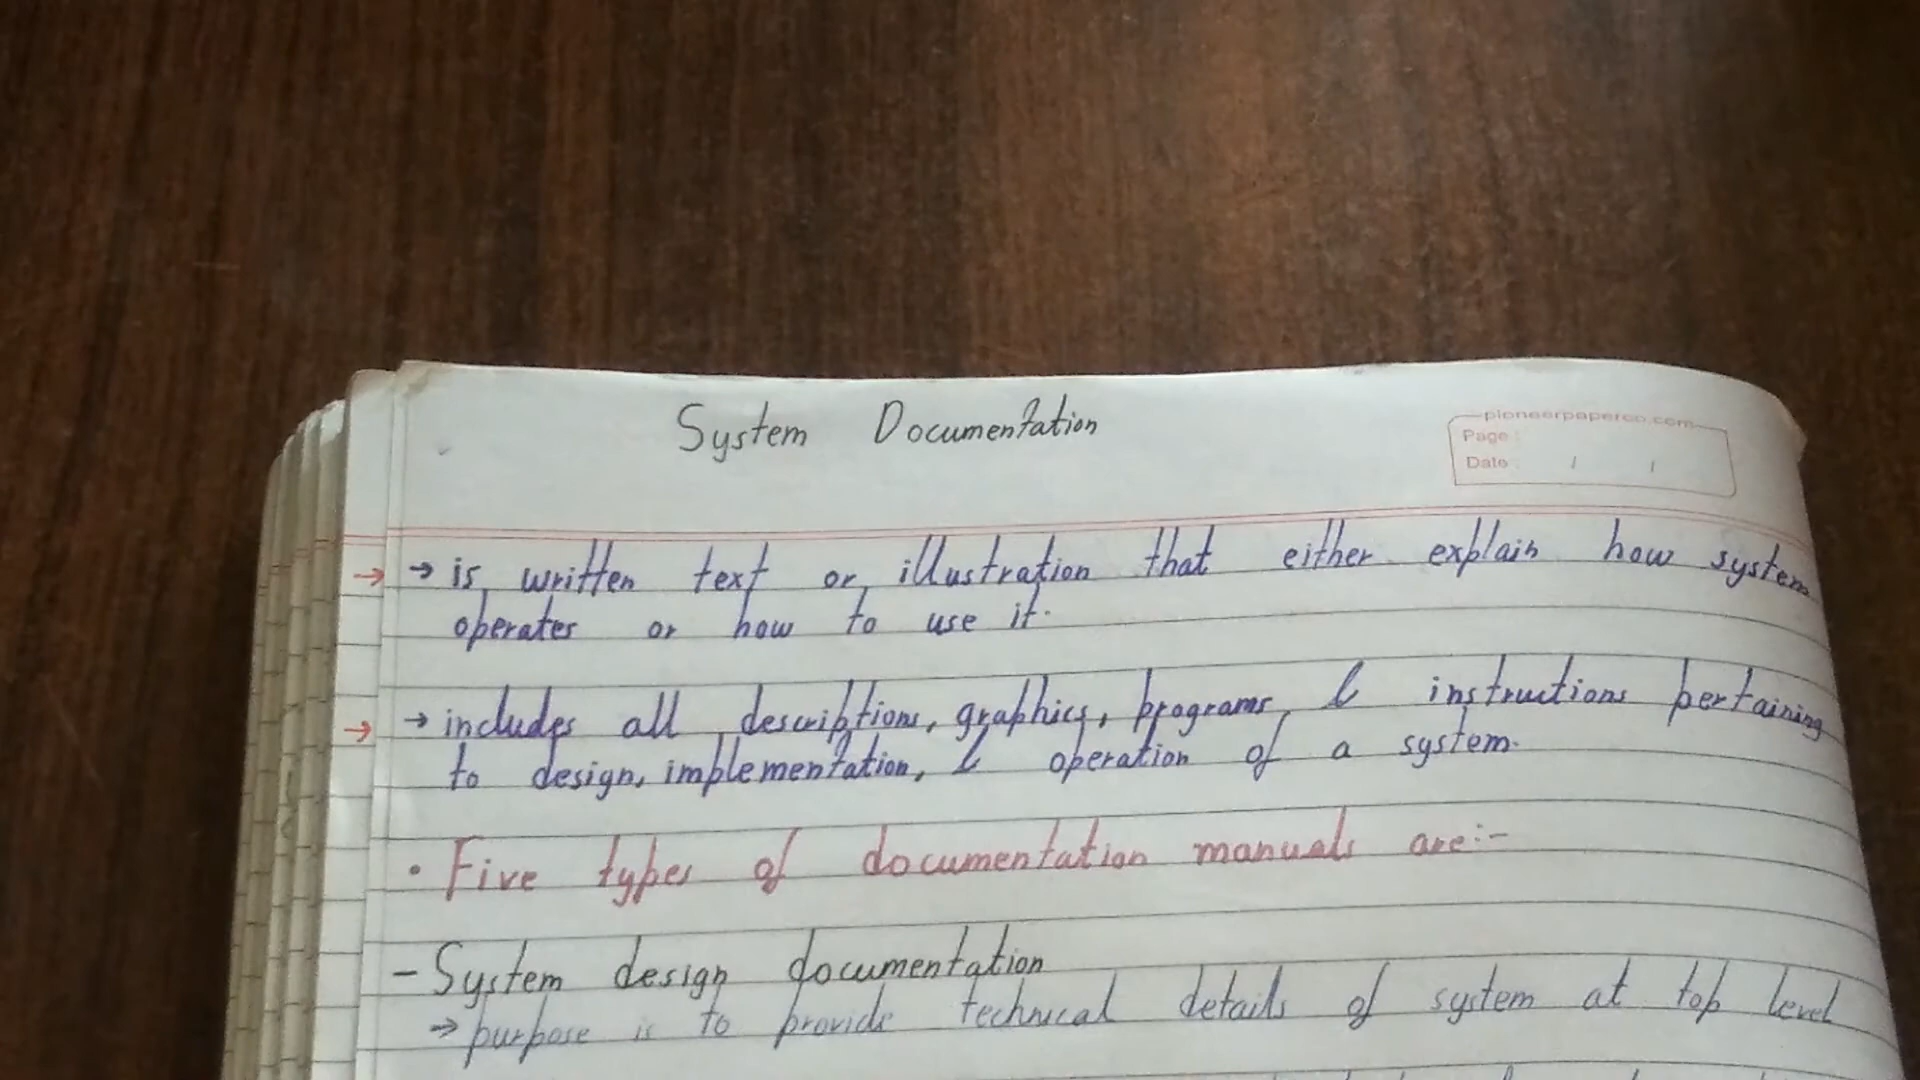 System Documentation
pioneerpaperco.com
Page :
Date : / /
→ → is written text or illustration that either explain how system
operates or how to use it.
→ → includes all descriptions, graphics, programs, & instructions pertaining
to design, implementation, & operation of a system.
• Five types of documentation manuals are:-
- System design documentation
→ purpose is to provide technical details of system at top level